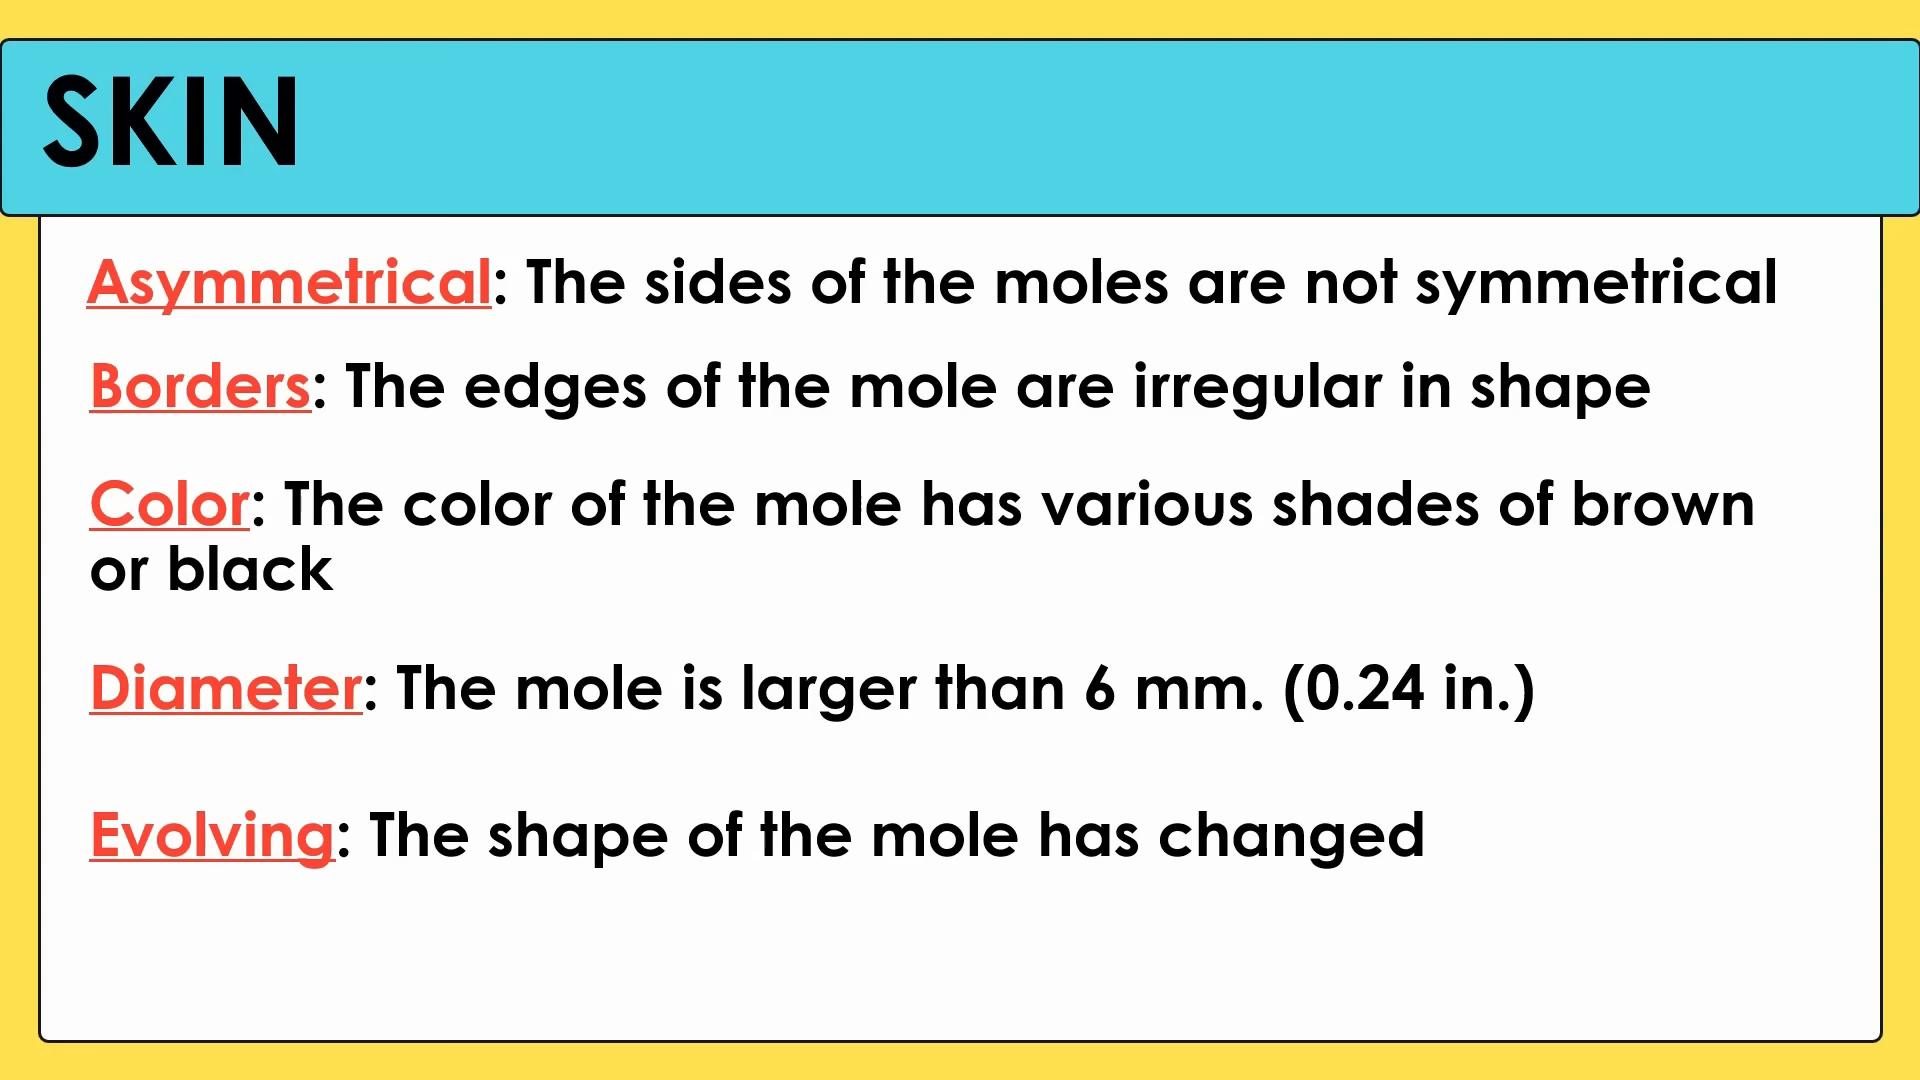 SKIN
Asymmetrical: The sides of the moles are not symmetrical
Borders: The edges of the mole are irregular in shape
Color: The color of the mole has various shades of brown
or black
Diameter: The mole is larger than 6 mm. (0.24 in.)
Evolving: The shape of the mole has changed